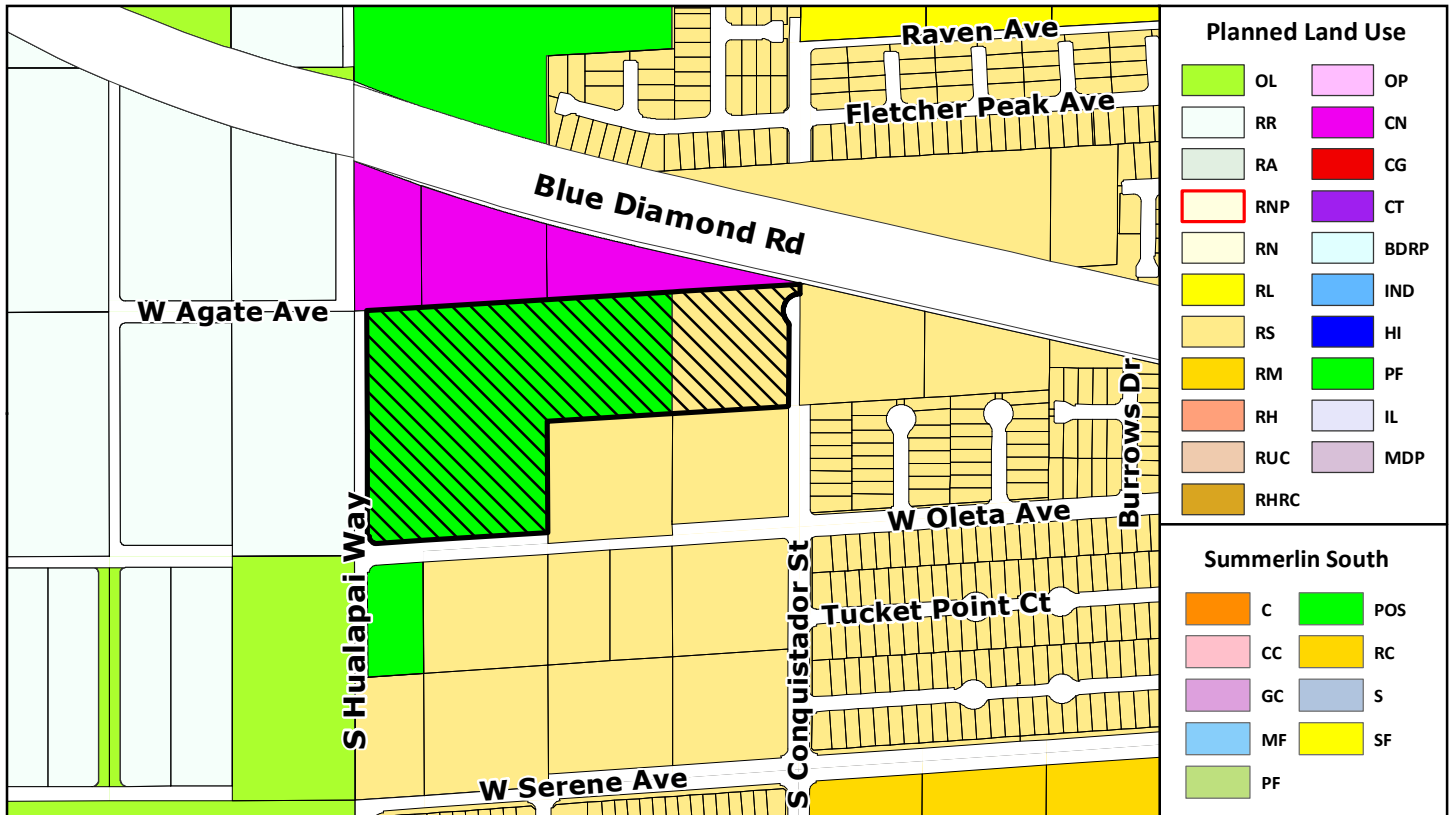 Raven Ave
Fletcher Peak Ave
Blue Diamond Rd
W Agate Ave
Burrows Dr
W Oleta Ave
S Hualapai Way
S Conquistador St
Tucket Point Ct
W Serene Ave
Planned Land Use
OL OP
RR CN
RA CG
RNP CT
RN BDRP
RL IND
RS HI
RM PF
RH IL
RUC MDP
RHRC
Summerlin South
C POS
CC RC
GC S
MF SF
PF